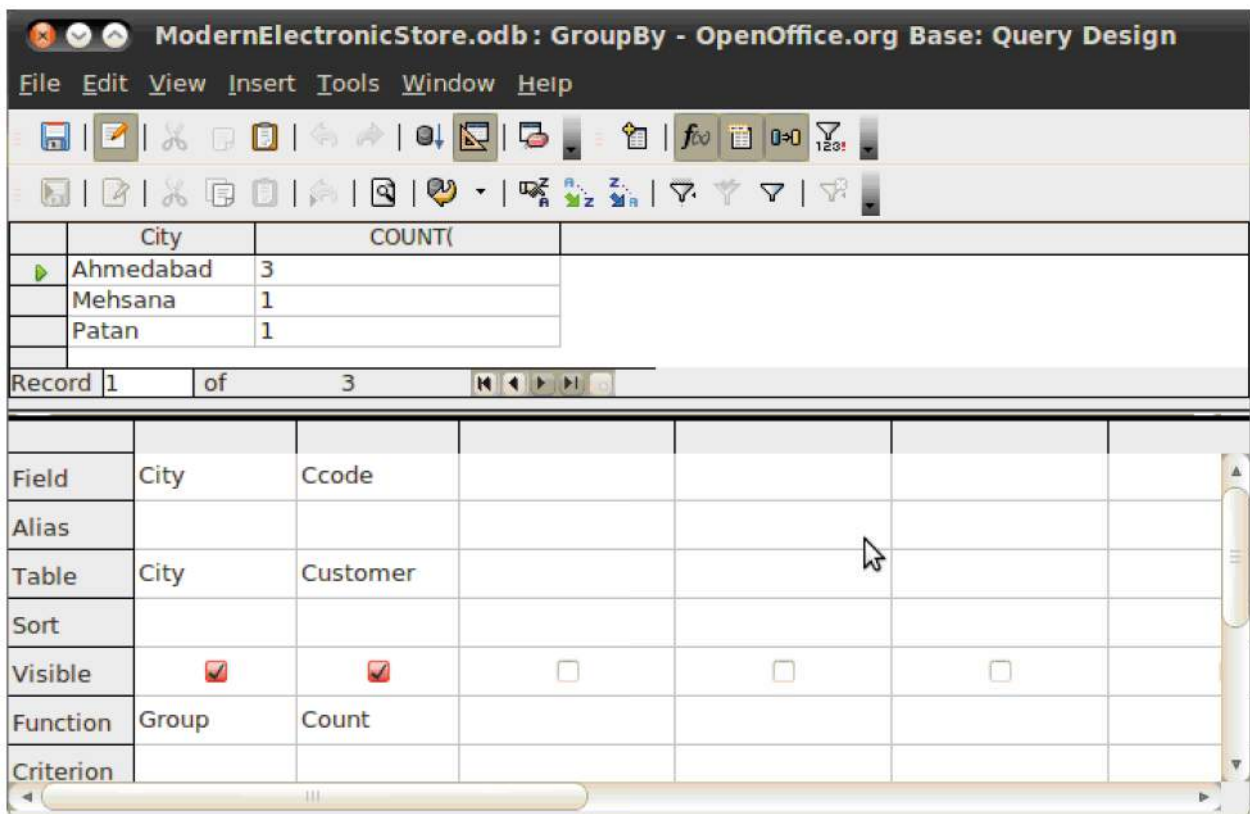 ModernElectronicStore.odb : GroupBy - OpenOffice.org Base: Query Design
File Edit View Insert Tools Window Help
City COUNT(
Ahmedabad 3
Mehsana 1
Patan 1
Record 1 of 3
Field City Ccode
Alias
Table City Customer
Sort
Visible
Function Group Count
Criterion